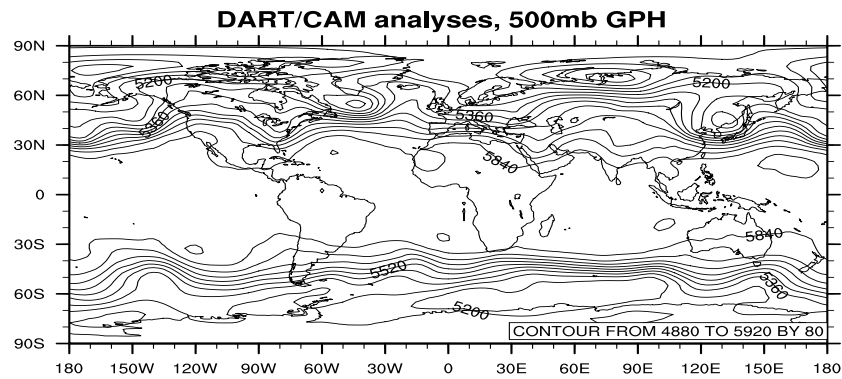 DART/CAM analyses, 500mb GPH
90N
60N
30N
0
30S
60S
90S
5200
5200
5360
5360
5840
5840
5520
5360
5200
CONTOUR FROM 4880 TO 5920 BY 80
180 150W 120W 90W 60W 30W 0 30E 60E 90E 120E 150E 180